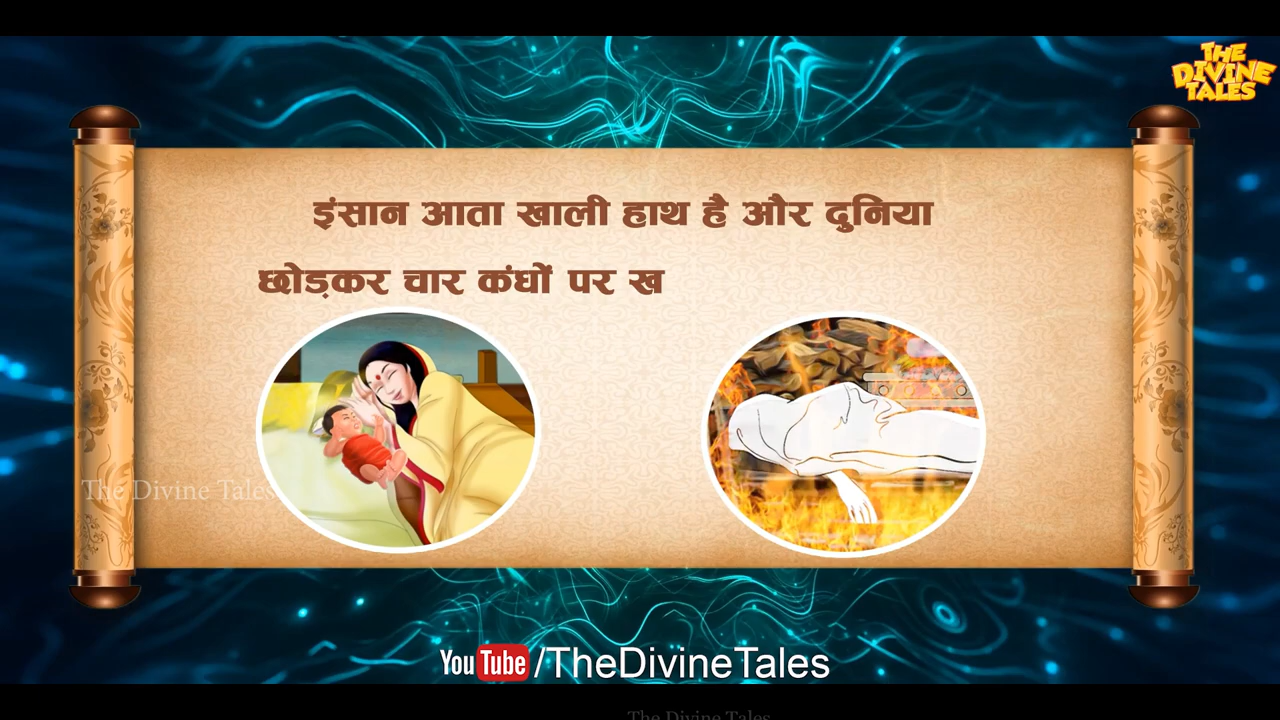 THE
DIVINE
TALES
इंसान आता खाली हाथ है और दुनिया
छोड़कर चार कंधों पर ख
The Divine Tales
YouTube/TheDivineTales
The Divine Tales